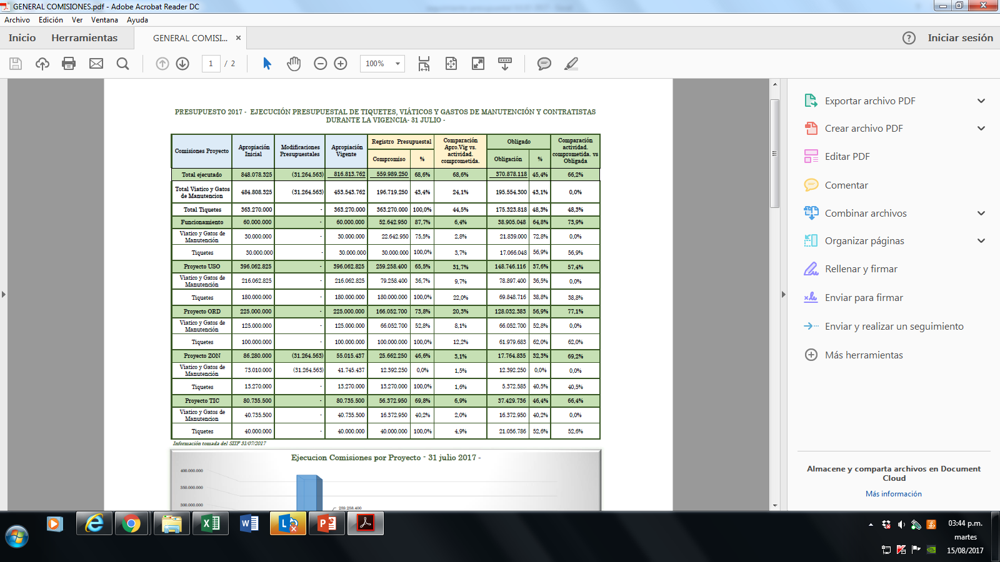 GENERAL COMISIONES.pdf - Adobe Acrobat Reader DC
Archivo Edición Ver Ventana Ayuda
Inicio Herramientas GENERAL COMISI... × Iniciar sesión
1 / 2 100%
PRESUPUESTO 2017 - EJECUCIÓN PRESUPUESTAL DE TIQUETES, VIÁTICOS Y GASTOS DE MANUTENCIÓN Y CONTRATISTAS
DURANTE LA VIGENCIA- 31 JULIO -
Comisiones Proyecto Apropiación Inicial Modificaciones Presupuestales Apropiación Vigente Registro Presupuestal Compromiso % Comparación Apro.Vig vs. actividad. comprometida. Obligado Obligación % Comparación actividad. comprometida. vs Obligada
Total ejecutado 848.078.325 (31.264.563) 816.813.762 559.989.250 68,6% 68,6% 370.878.118 45,4% 66,2%
Total Viatico y Gatos de Manutencion 484.808.325 (31.264.563) 453.543.762 196.719.250 43,4% 24,1% 195.554.300 43,1% 0,0%
Total Tiquetes 363.270.000 - 363.270.000 363.270.000 100,0% 44,5% 175.323.818 48,3% 48,3%
Funcionamiento 60.000.000 - 60.000.000 52.642.950 87,7% 6,4% 38.905.048 64,8% 73,9%
Viatico y Gatos de Manutención 30.000.000 - 30.000.000 22.642.950 75,5% 2,8% 21.839.000 72,8% 0,0%
Tiquetes 30.000.000 - 30.000.000 30.000.000 100,0% 3,7% 17.066.048 56,9% 56,9%
Proyecto USO 396.062.825 - 396.062.825 259.258.400 65,5% 31,7% 148.746.116 37,6% 57,4%
Viatico y Gatos de Manutención 216.062.825 - 216.062.825 79.258.400 36,7% 9,7% 78.897.400 36,5% 0,0%
Tiquetes 180.000.000 - 180.000.000 180.000.000 100,0% 22,0% 69.848.716 38,8% 38,8%
Proyecto ORD 225.000.000 - 225.000.000 166.052.700 73,8% 20,3% 128.032.383 56,9% 77,1%
Viatico y Gatos de Manutención 125.000.000 - 125.000.000 66.052.700 52,8% 8,1% 66.052.700 52,8% 0,0%
Tiquetes 100.000.000 - 100.000.000 100.000.000 100,0% 12,2% 61.979.683 62,0% 62,0%
Proyecto ZON 86.280.000 (31.264.563) 55.015.437 25.662.250 46,6% 3,1% 17.764.835 32,3% 69,2%
Viatico y Gatos de Manutención 73.010.000 (31.264.563) 41.745.437 12.392.250 0,0% 1,5% 12.392.250 0,0% 0,0%
Tiquetes 13.270.000 - 13.270.000 13.270.000 100,0% 1,6% 5.372.585 40,5% 40,5%
Proyecto TIC 80.735.500 - 80.735.500 56.372.950 69,8% 6,9% 37.429.736 46,4% 66,4%
Viatico y Gatos de Manutencion 40.735.500 - 40.735.500 16.372.950 40,2% 2,0% 16.372.950 40,2% 0,0%
Tiquetes 40.000.000 - 40.000.000 40.000.000 100,0% 4,9% 21.056.786 52,6% 52,6%
Información tomada del SIIF 31/07/2017
Ejecucion Comisiones por Proyecto - 31 julio 2017 -
400.000.000
350.000.000
300.000.000
259.258.400
Exportar archivo PDF
Crear archivo PDF
Editar PDF
Comentar
Combinar archivos
Organizar páginas
Rellenar y firmar
Enviar para firmar
Enviar y realizar un seguimiento
Más herramientas
Almacene y comparta archivos en Document
Cloud
Más información
03:44 p.m.
martes
15/08/2017